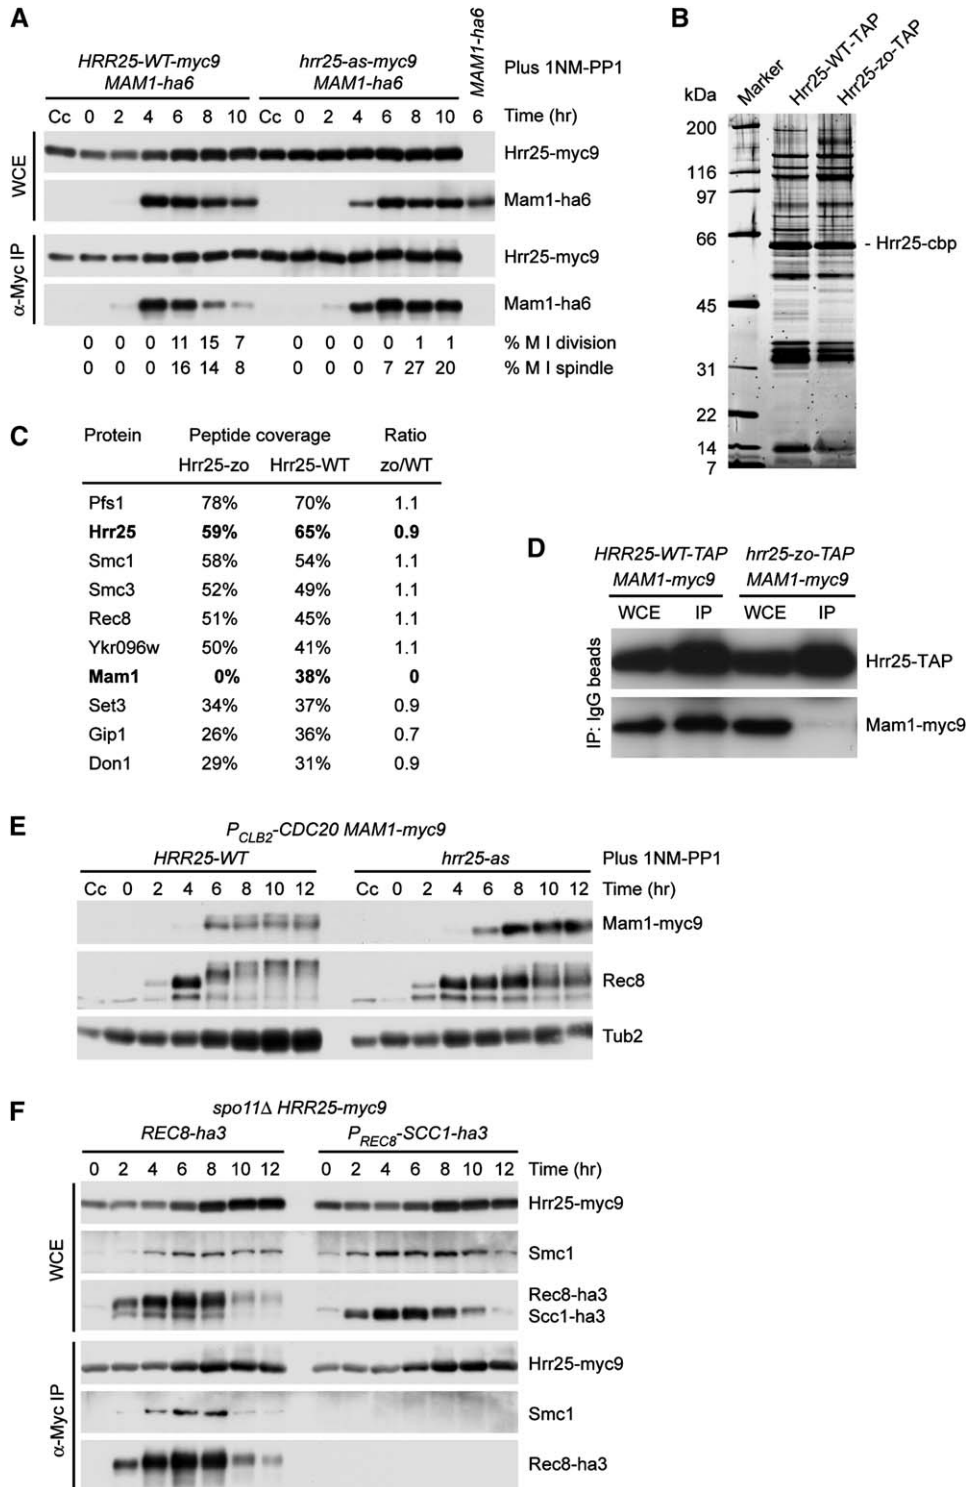 A
HRR25-WT-myc9 hrr25-as-myc9 MAM1-ha6
MAM1-ha6 MAM1-ha6 Plus 1NM-PP1
Cc 0 2 4 6 8 10 Cc 0 2 4 6 8 10 6 Time (hr)
WCE
Hrr25-myc9
Mam1-ha6
α-Myc IP
Hrr25-myc9
Mam1-ha6
0 0 0 0 11 15 7 0 0 0 0 0 1 1 % M I division
0 0 0 0 16 14 8 0 0 0 0 7 27 20 % M I spindle
B
kDa Marker Hrr25-WT-TAP Hrr25-zo-TAP
200
116
97
66 - Hrr25-cbp
45
31
22
14
7
C
Protein Peptide coverage Ratio
Hrr25-zo Hrr25-WT zo/WT
Pfs1 78% 70% 1.1
Hrr25 59% 65% 0.9
Smc1 58% 54% 1.1
Smc3 52% 49% 1.1
Rec8 51% 45% 1.1
Ykr096w 50% 41% 1.1
Mam1 0% 38% 0
Set3 34% 37% 0.9
Gip1 26% 36% 0.7
Don1 29% 31% 0.9
D
HRR25-WT-TAP hrr25-zo-TAP
MAM1-myc9 MAM1-myc9
WCE IP WCE IP
IP: IgG beads
Hrr25-TAP
Mam1-myc9
E
PCLB2-CDC20 MAM1-myc9
HRR25-WT hrr25-as Plus 1NM-PP1
Cc 0 2 4 6 8 10 12 Cc 0 2 4 6 8 10 12 Time (hr)
Mam1-myc9
Rec8
Tub2
F
spo11Δ HRR25-myc9
REC8-ha3 PREC8-SCC1-ha3
0 2 4 6 8 10 12 0 2 4 6 8 10 12 Time (hr)
WCE
Hrr25-myc9
Smc1
Rec8-ha3
Scc1-ha3
α-Myc IP
Hrr25-myc9
Smc1
Rec8-ha3